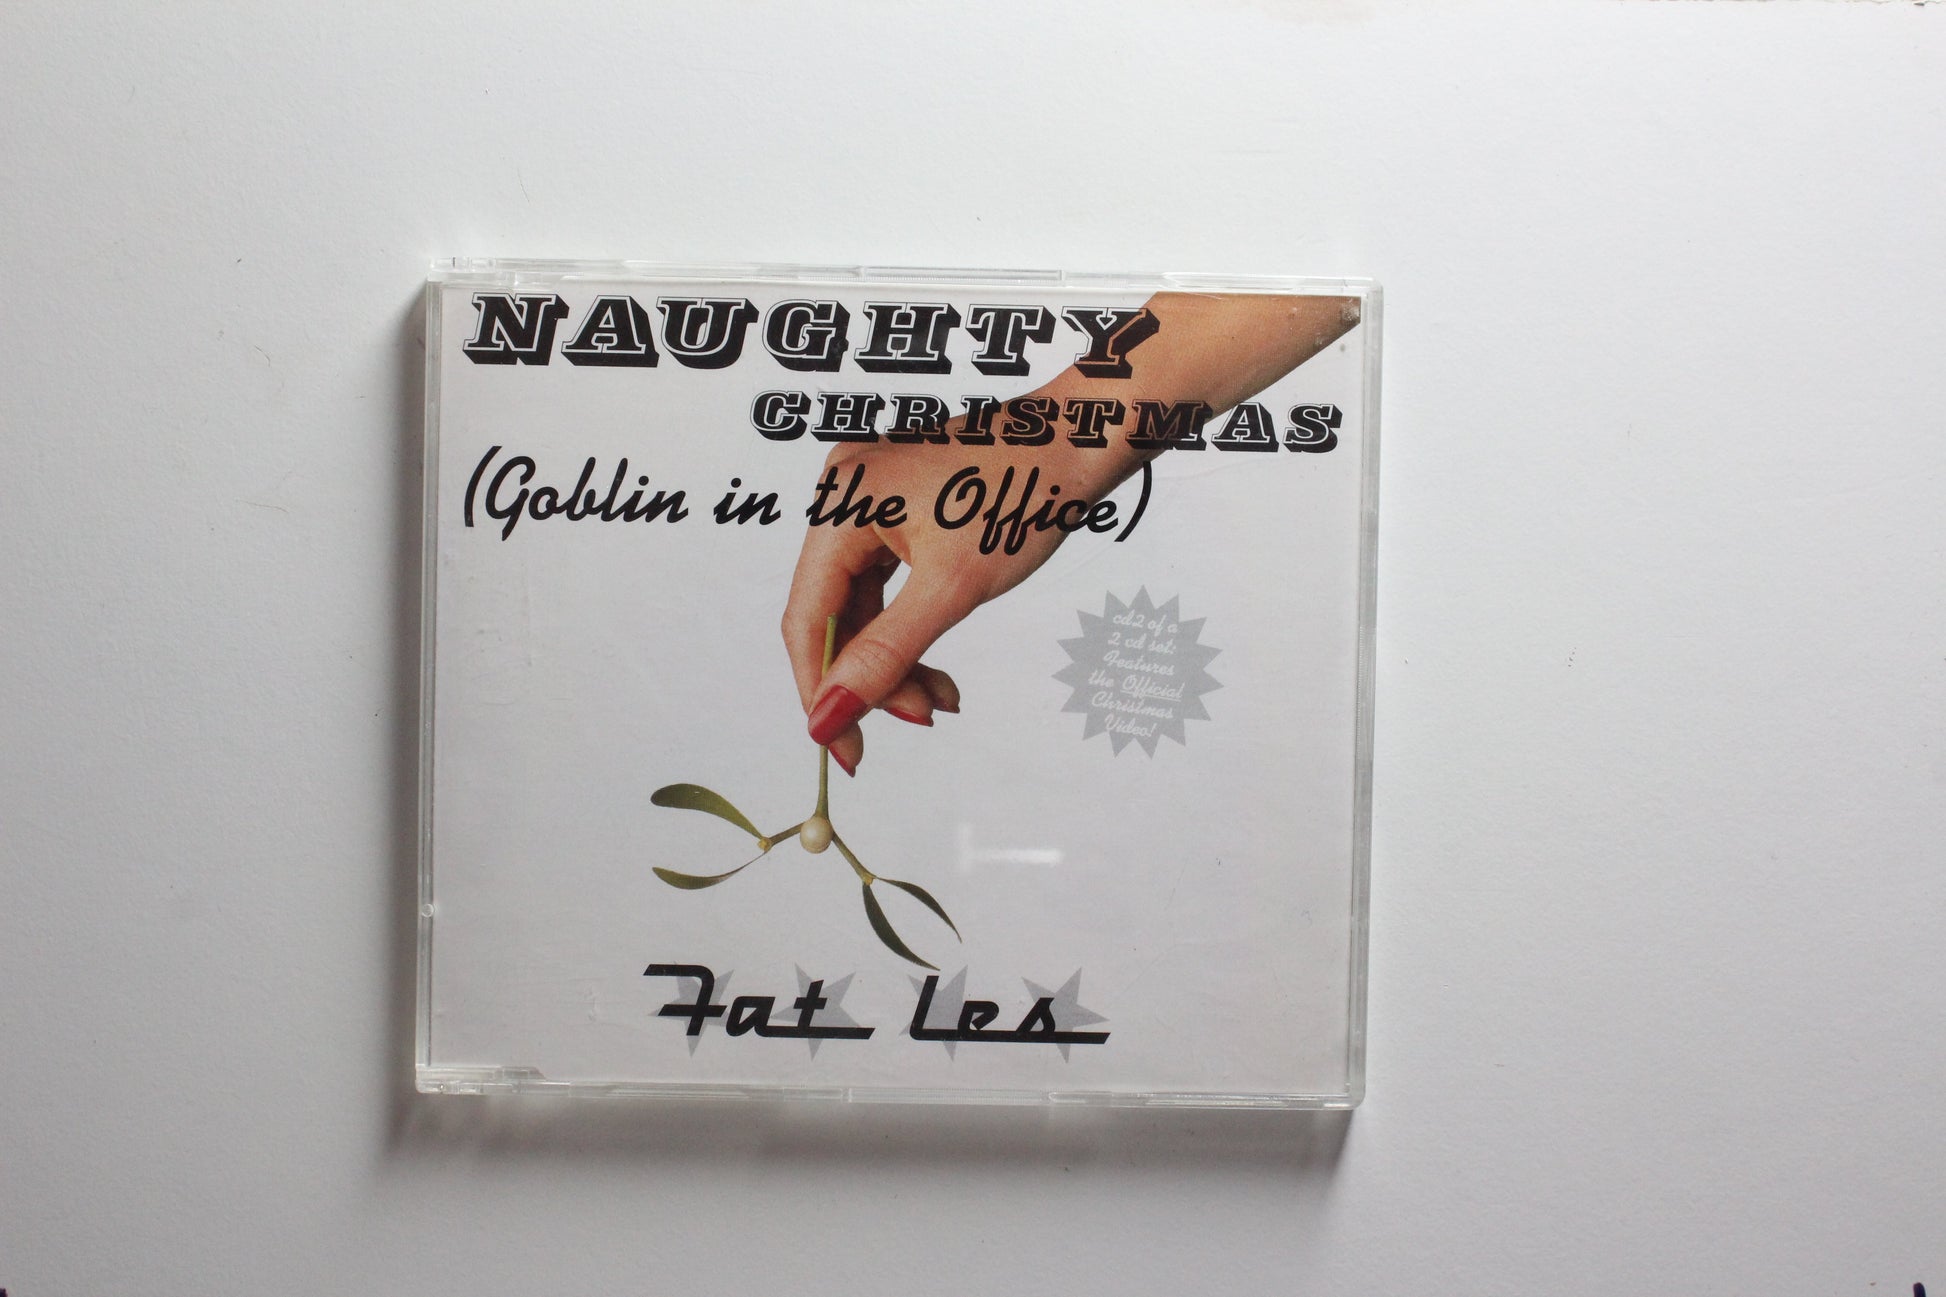 NAUGHTY
CHRISTMAS
(Goblin in the Office)
cd2 of a
2 cd set:
Features
the Official
Christmas
Video!
Fat Les